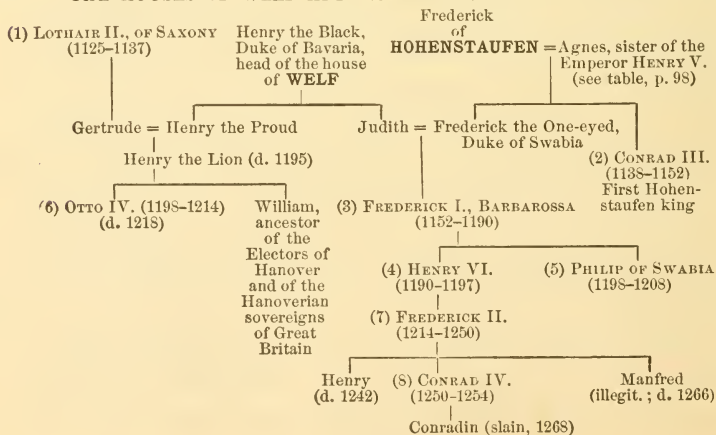 Frederick
of
(1) LOTHAIR II., OF SAXONY
(1125–1137)
Henry the Black,
Duke of Bavaria,
head of the house
of WELF
HOHENSTAUFEN = Agnes, sister of the
Emperor HENRY V.
(see table, p. 98)
Gertrude = Henry the Proud
Judith = Frederick the One-eyed,
Duke of Swabia
Henry the Lion (d. 1195)
(2) CONRAD III.
(1138–1152)
First Hohen-
staufen king
(6) OTTO IV. (1198–1214)
(d. 1218)
William,
ancestor
of the
Electors of
Hanover
and of the
Hanoverian
sovereigns
of Great
Britain
(3) FREDERICK I., BARBAROSSA
(1152–1190)
(4) HENRY VI.
(1190–1197)
(5) PHILIP OF SWABIA
(1198–1208)
(7) FREDERICK II.
(1214–1250)
Henry
(d. 1242)
(8) CONRAD IV.
(1250–1254)
Manfred
(illegit.; d. 1266)
Conradin (slain, 1268)